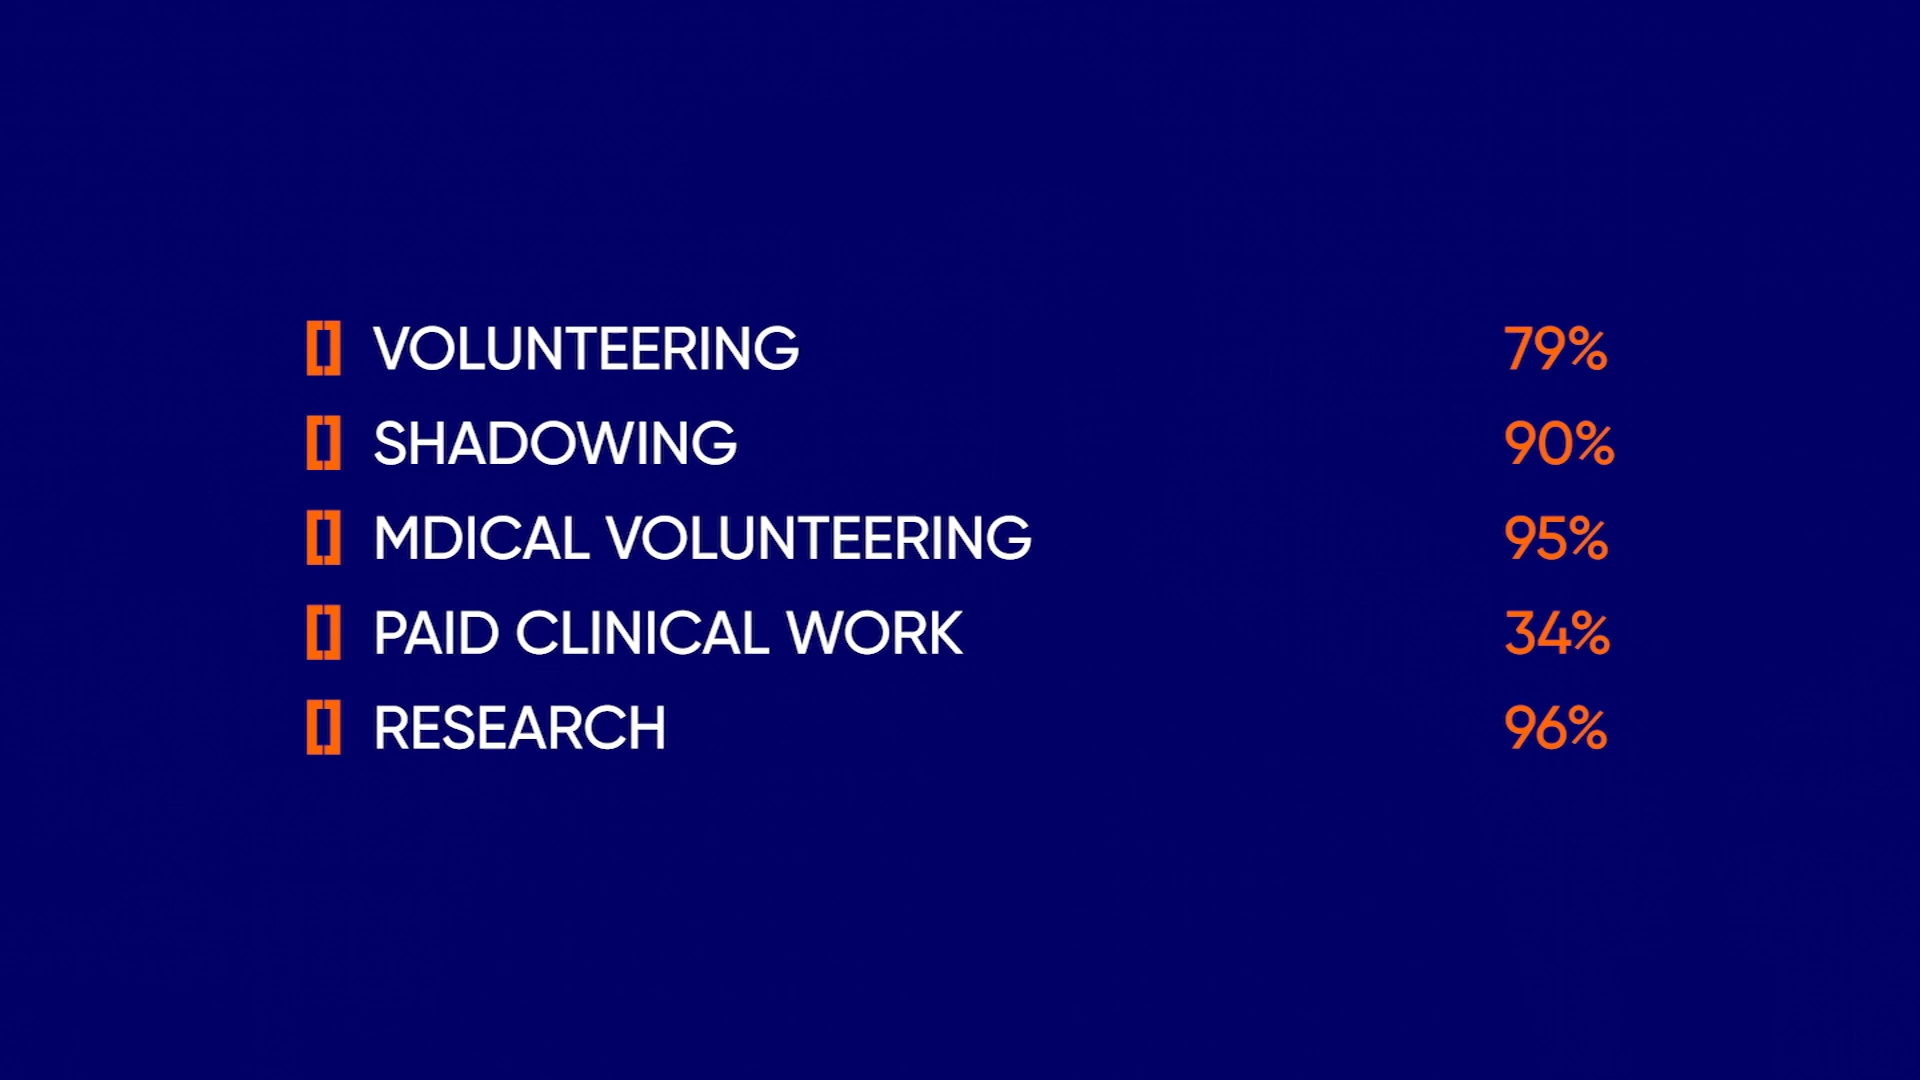 [] VOLUNTEERING 79%
[] SHADOWING 90%
[] MDICAL VOLUNTEERING 95%
[] PAID CLINICAL WORK 34%
[] RESEARCH 96%